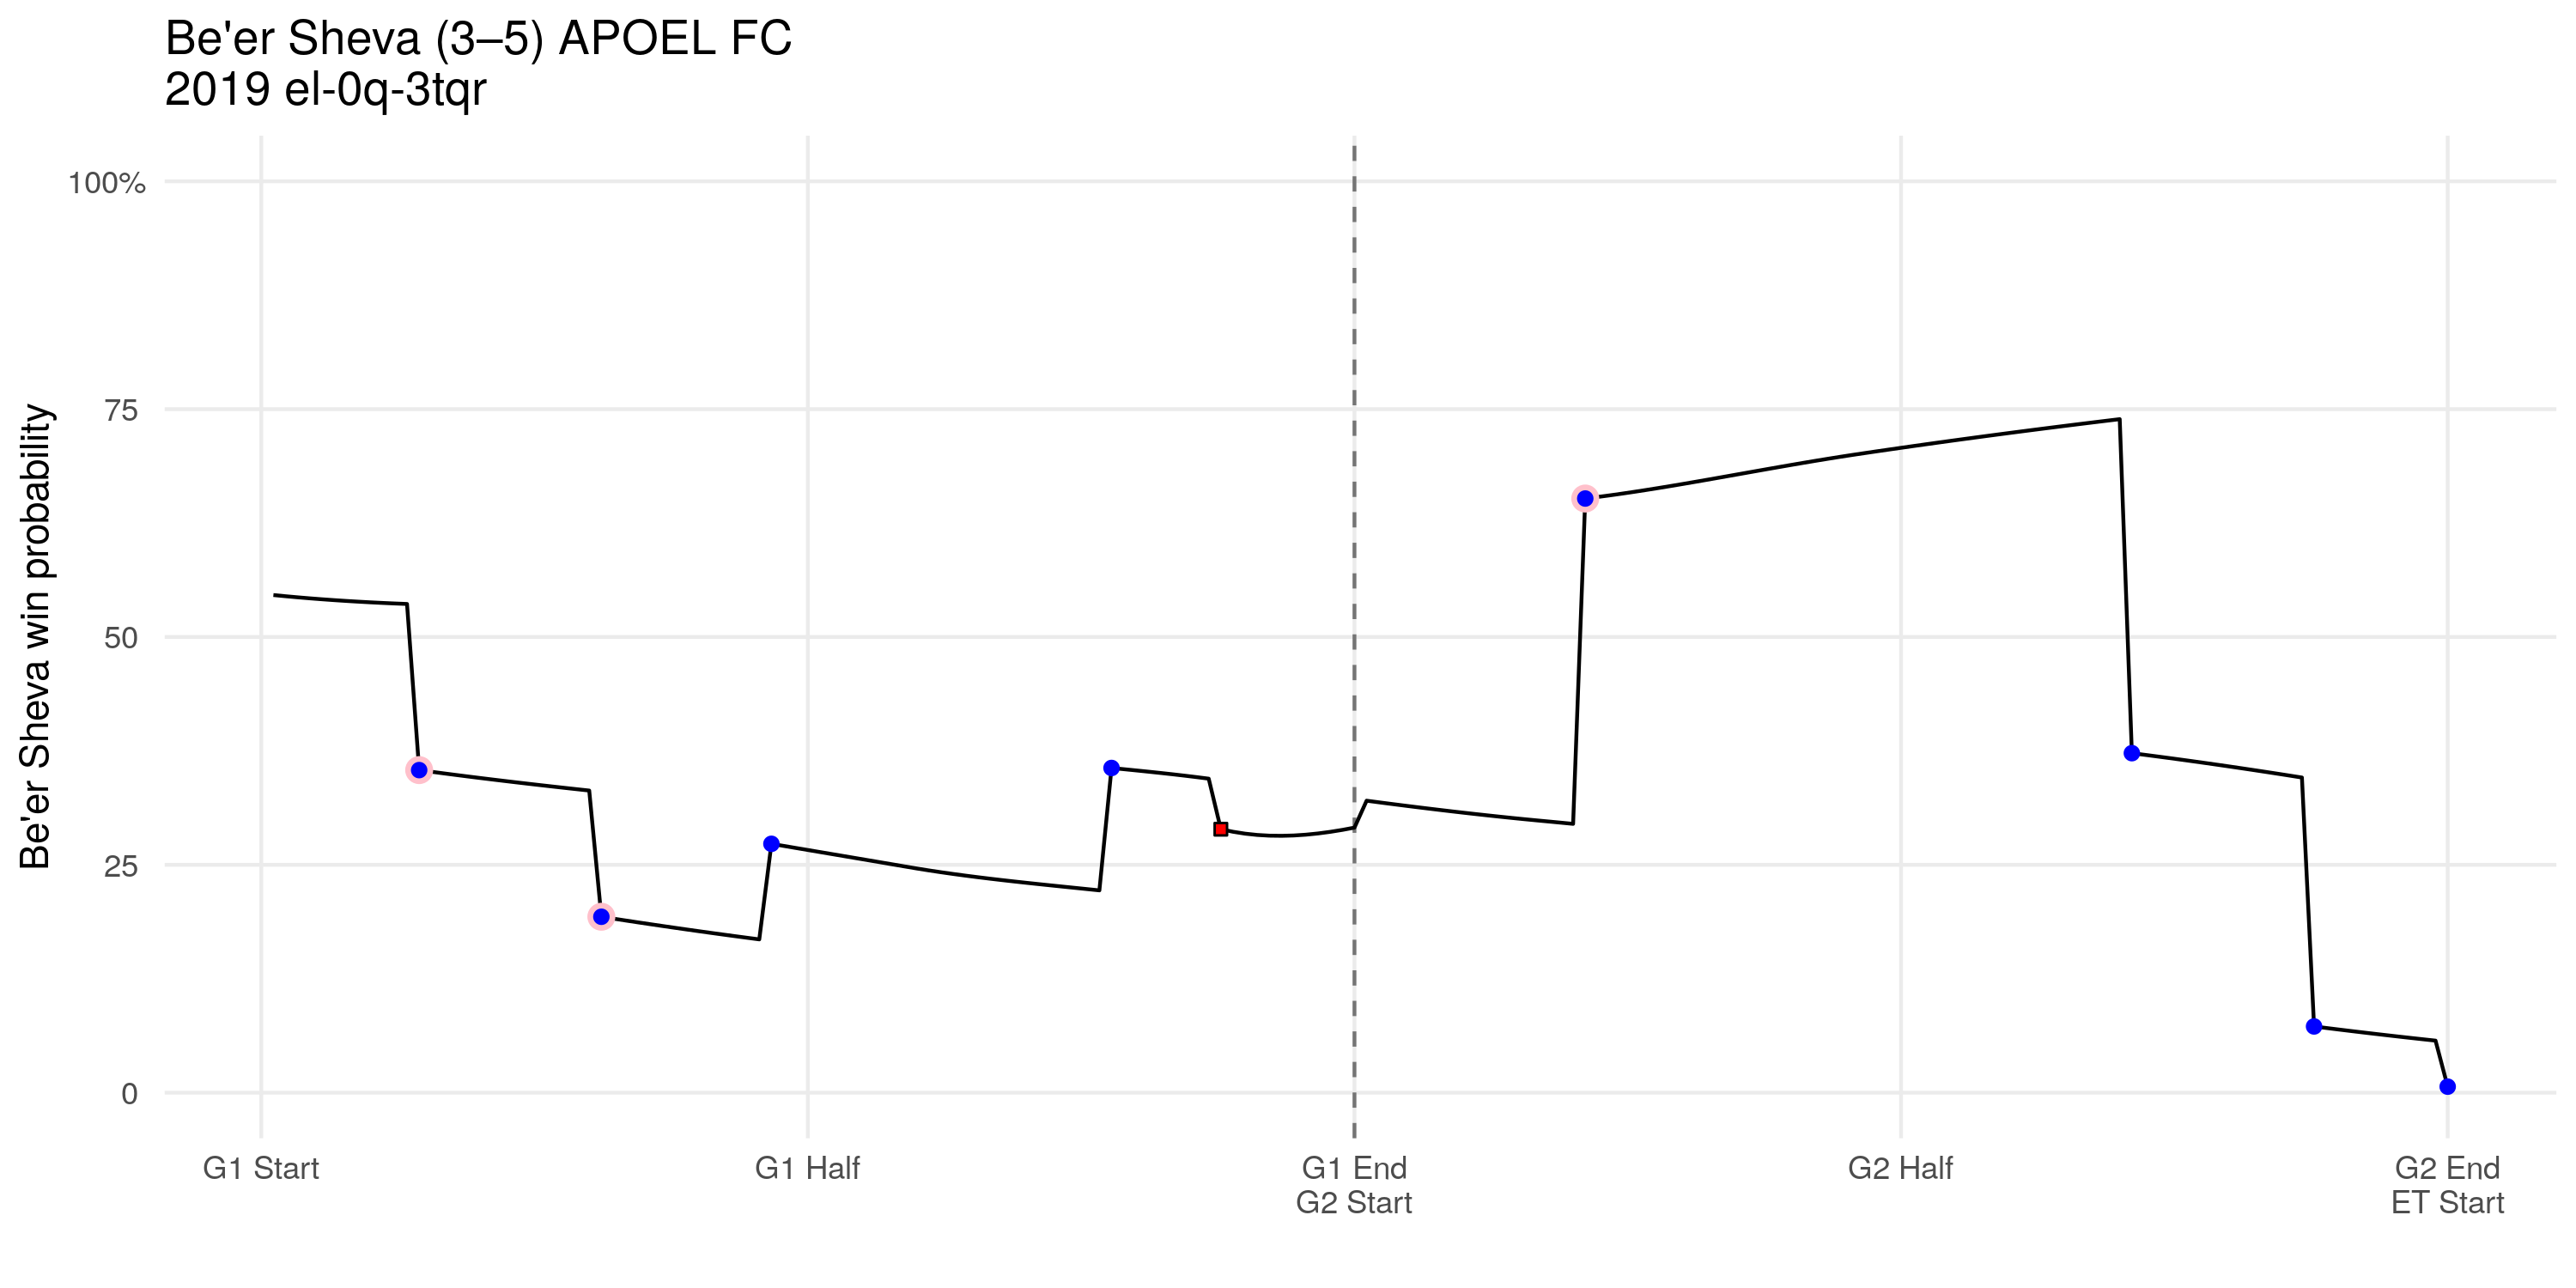 Be'er Sheva (3–5) APOEL FC
2019 el-0q-3tqr
Be'er Sheva win probability
100%
75
50
25
0
G1 Start
G1 Half
G1 End
G2 Start
G2 Half
G2 End
ET Start